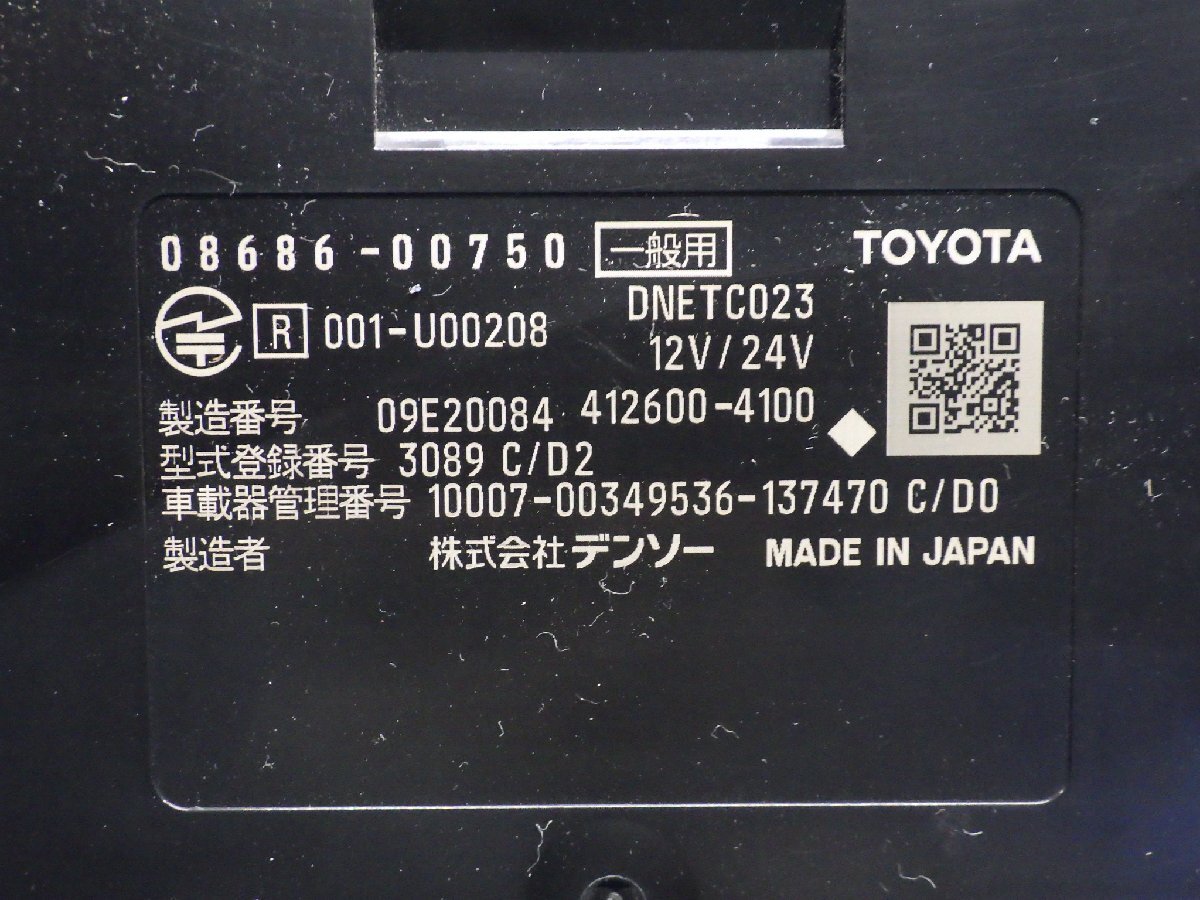 08686-00750 一般用 TOYOTA
R 001-U00208 DNETC023
12V/24V
製造番号 09E20084 412600-4100
型式登録番号 3089 C/D2
車載器管理番号 10007-00349536-137470 C/D0
製造者 株式会社デンソー MADE IN JAPAN